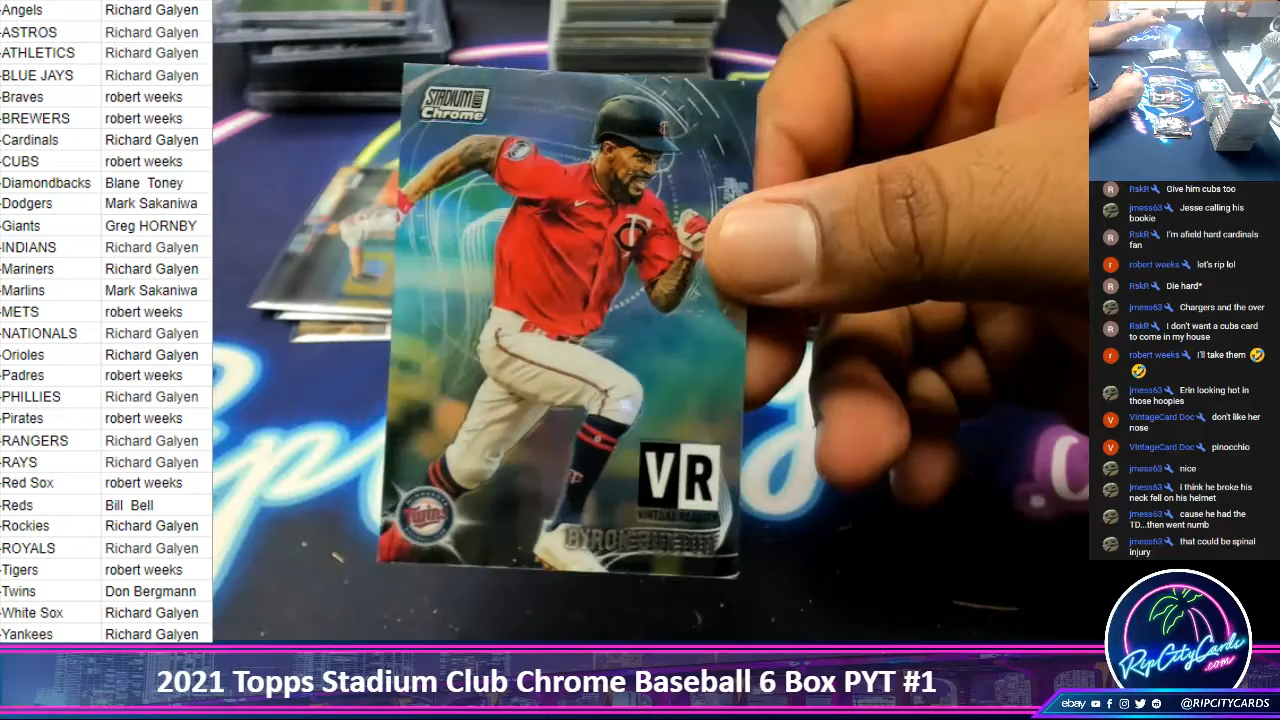 -Angels Richard Galyen
-ASTROS Richard Galyen
-ATHLETICS Richard Galyen
-BLUE JAYS Richard Galyen
-Braves robert weeks
-BREWERS robert weeks
-Cardinals Richard Galyen
-CUBS robert weeks
-Diamondbacks Blane Toney
-Dodgers Mark Sakaniwa
-Giants Greg HORNBY
-INDIANS Richard Galyen
-Mariners Richard Galyen
-Marlins Mark Sakaniwa
-METS robert weeks
-NATIONALS Richard Galyen
-Orioles Richard Galyen
-Padres robert weeks
-PHILLIES Richard Galyen
-Pirates robert weeks
-RANGERS Richard Galyen
-RAYS Richard Galyen
-Red Sox robert weeks
-Reds Bill Bell
-Rockies Richard Galyen
-ROYALS Richard Galyen
-Tigers robert weeks
-Twins Don Bergmann
-White Sox Richard Galyen
-Yankees Richard Galyen
STADIUM CLUB
Chrome
VR
VIRTUAL REALITY
Twins
BYRON BUXTON
RskR Give him cubs too
jmess63 Jesse calling his
bookie
RskR I'm afield hard cardinals
fan
robert weeks let's rip lol
RskR Die hard*
jmess63 Chargers and the over
RskR I don't want a cubs card
to come in my house
robert weeks I'll take them 🤣
🤣
jmess63 Erin looking hot in
those hoopies
VintageCard Doc don't like her
nose
VintageCard Doc pinocchio
jmess63 nice
jmess63 i think he broke his
neck fell on his helmet
jmess63 cause he had the
TD...then went numb
jmess63 that could be spinal
injury
RipCityCards
.com
2021 Topps Stadium Club Chrome Baseball 6 Box PYT #1
ebay @RIPCITYCARDS